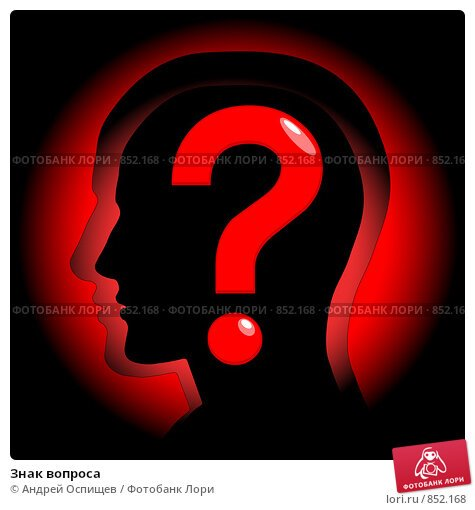 ?
ФОТОБАНК ЛОРИ · 852.168 · ФОТОБАНК ЛОРИ · 852.168 · ФОТОБАНК ЛОРИ · 852.16
ФОТОБАНК ЛОРИ · 852.168 · ФОТОБАНК ЛОРИ · 852.168 · ФОТОБАНК ЛОРИ · 852.16
Знак вопроса
© Андрей Оспищев / Фотобанк Лори
ФОТОБАНК ЛОРИ
lori.ru / 852.168